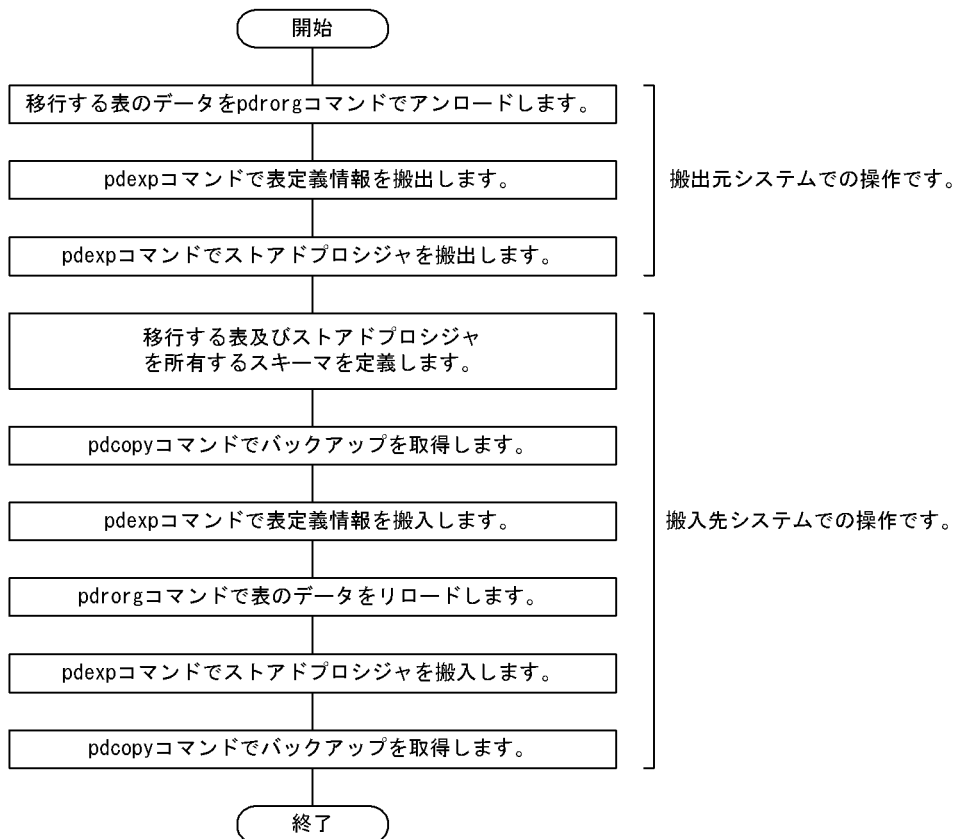 開始
移行する表のデータをpdrorgコマンドでアンロードします。
pdexpコマンドで表定義情報を搬出します。
搬出元システムでの操作です。
pdexpコマンドでストアドプロシジャを搬出します。
移行する表及びストアドプロシジャ
を所有するスキーマを定義します。
pdcopyコマンドでバックアップを取得します。
pdexpコマンドで表定義情報を搬入します。
搬入先システムでの操作です。
pdrorgコマンドで表のデータをリロードします。
pdexpコマンドでストアドプロシジャを搬入します。
pdcopyコマンドでバックアップを取得します。
終了